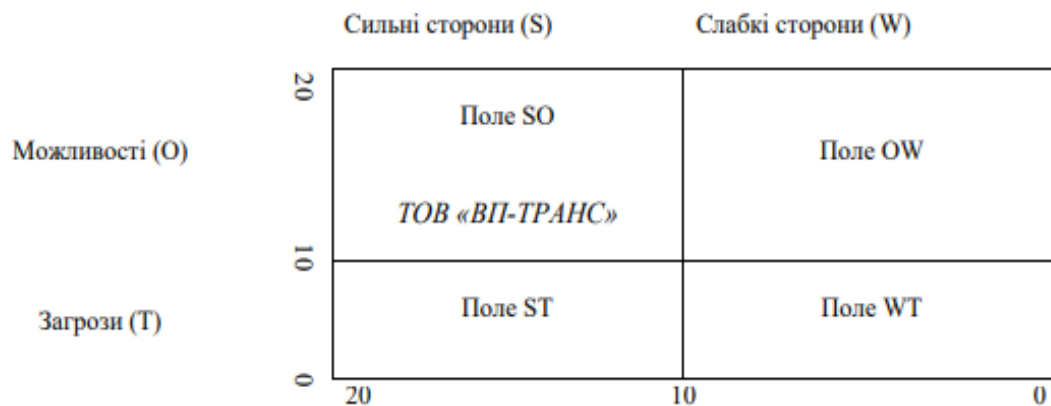 Сильні сторони (S) Слабкі сторони (W)
20
Поле SO
Можливості (O) Поле OW
ТОВ «ВП-ТРАНС»
10
Поле ST Поле WT
Загрози (T)
0
20 10 0